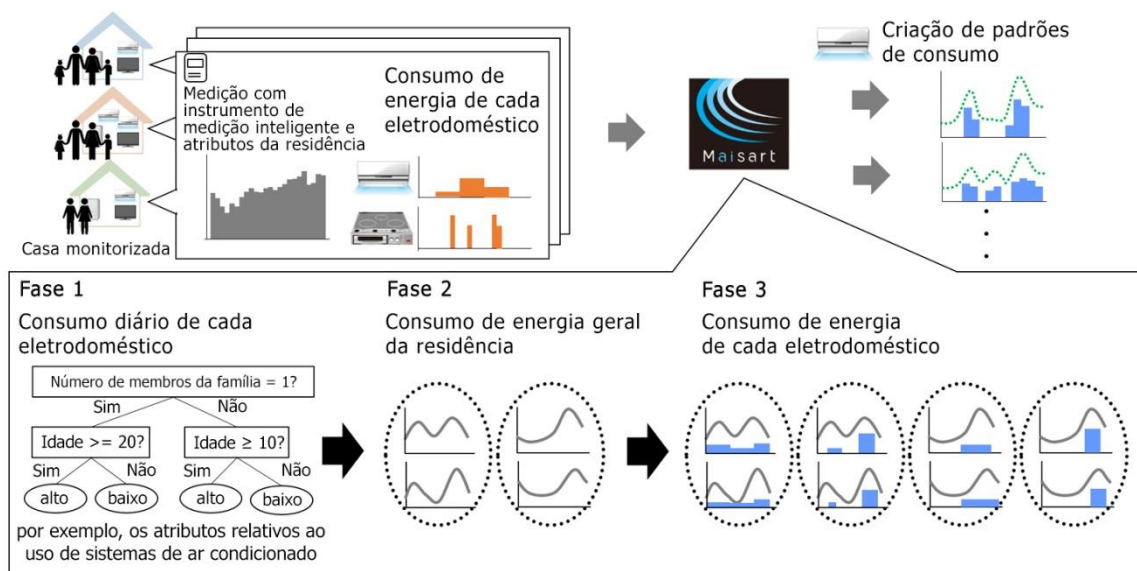 Casa monitorizada
Medição com
instrumento de
medição inteligente e
atributos da residência
Consumo de
energia de cada
eletrodoméstico
Maisart
Criação de padrões
de consumo
Fase 1
Consumo diário de cada
eletrodoméstico
Número de membros da família = 1?
Sim
Não
Idade >= 20?
Idade ≥ 10?
Sim
Não
Sim
Não
alto
baixo
alto
baixo
por exemplo, os atributos relativos ao
uso de sistemas de ar condicionado
Fase 2
Consumo de energia geral
da residência
Fase 3
Consumo de energia
de cada eletrodoméstico